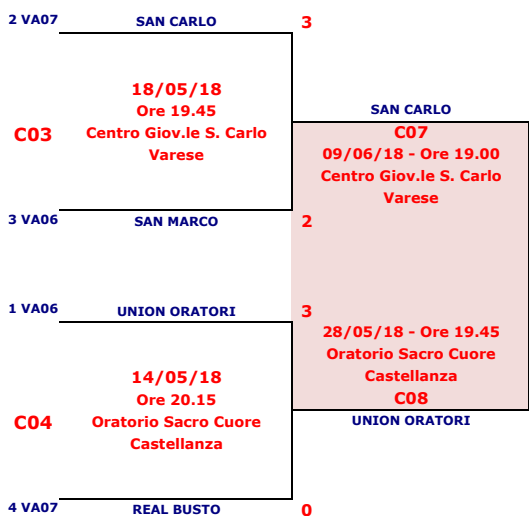 2 VA07 SAN CARLO 3
18/05/18
Ore 19.45
C03 Centro Giov.le S. Carlo
Varese
3 VA06 SAN MARCO 2
SAN CARLO
C07
09/06/18 - Ore 19.00
Centro Giov.le S. Carlo
Varese
1 VA06 UNION ORATORI 3
14/05/18
Ore 20.15
C04 Oratorio Sacro Cuore
Castellanza
4 VA07 REAL BUSTO 0
28/05/18 - Ore 19.45
Oratorio Sacro Cuore
Castellanza
C08
UNION ORATORI